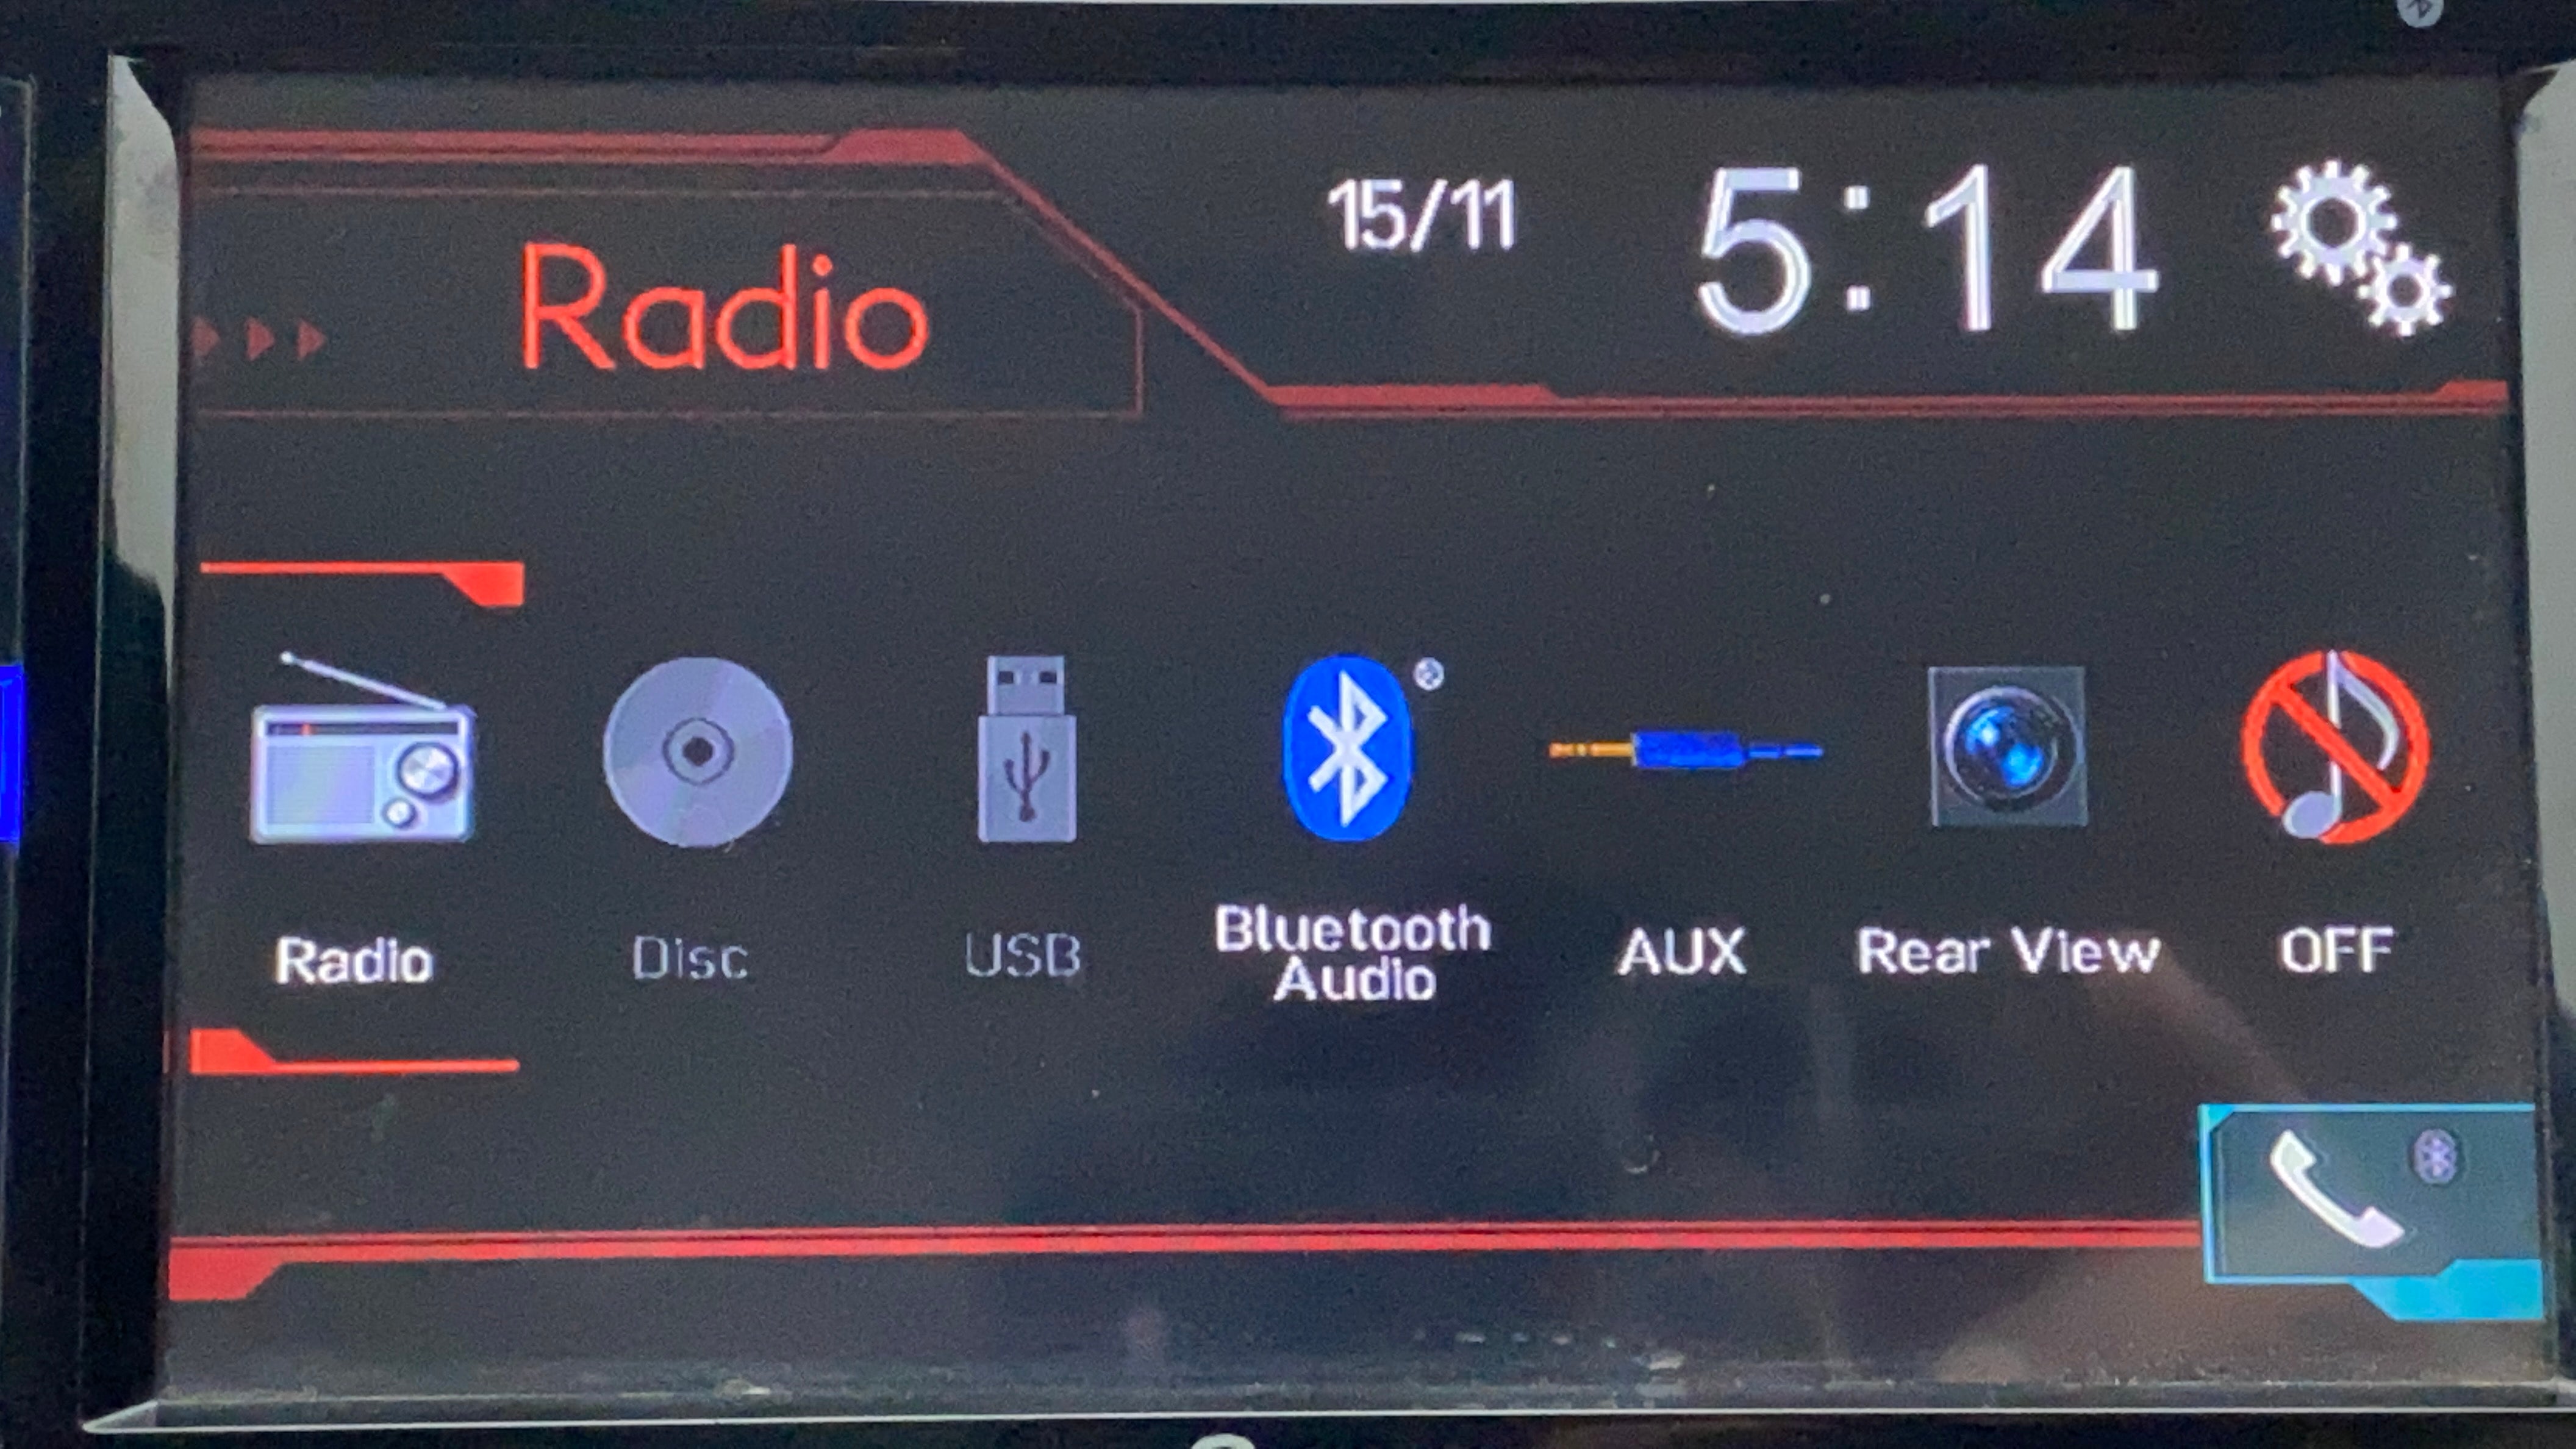 Radio
15/11
5:14
Radio
Disc
USB
Bluetooth
Audio
AUX
Rear View
OFF